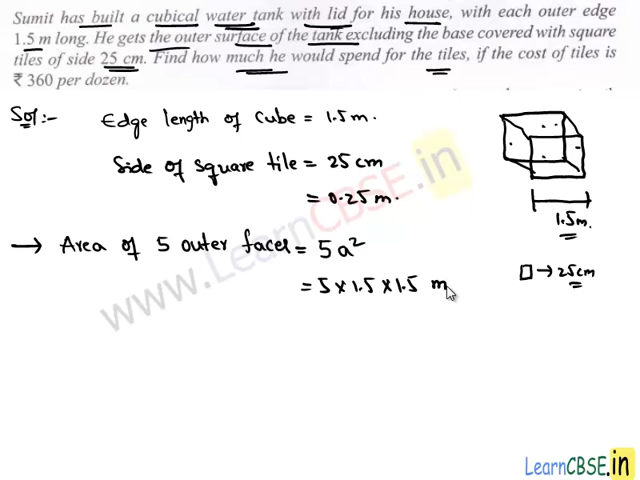 Sumit has built a cubical water tank with lid for his house, with each outer edge
1.5 m long. He gets the outer surface of the tank excluding the base covered with square
tiles of side 25 cm. Find how much he would spend for the tiles, if the cost of tiles is
₹ 360 per dozen.
Sol:- Edge length of cube = 1.5 m.
Side of square tile = 25 cm
= 0.25 m.
1.5 m.
→ Area of 5 outer faces = 5a²
□ → 25 cm
= 5 × 1.5 × 1.5 m
www.LearnCBSE.in
LearnCBSE.in